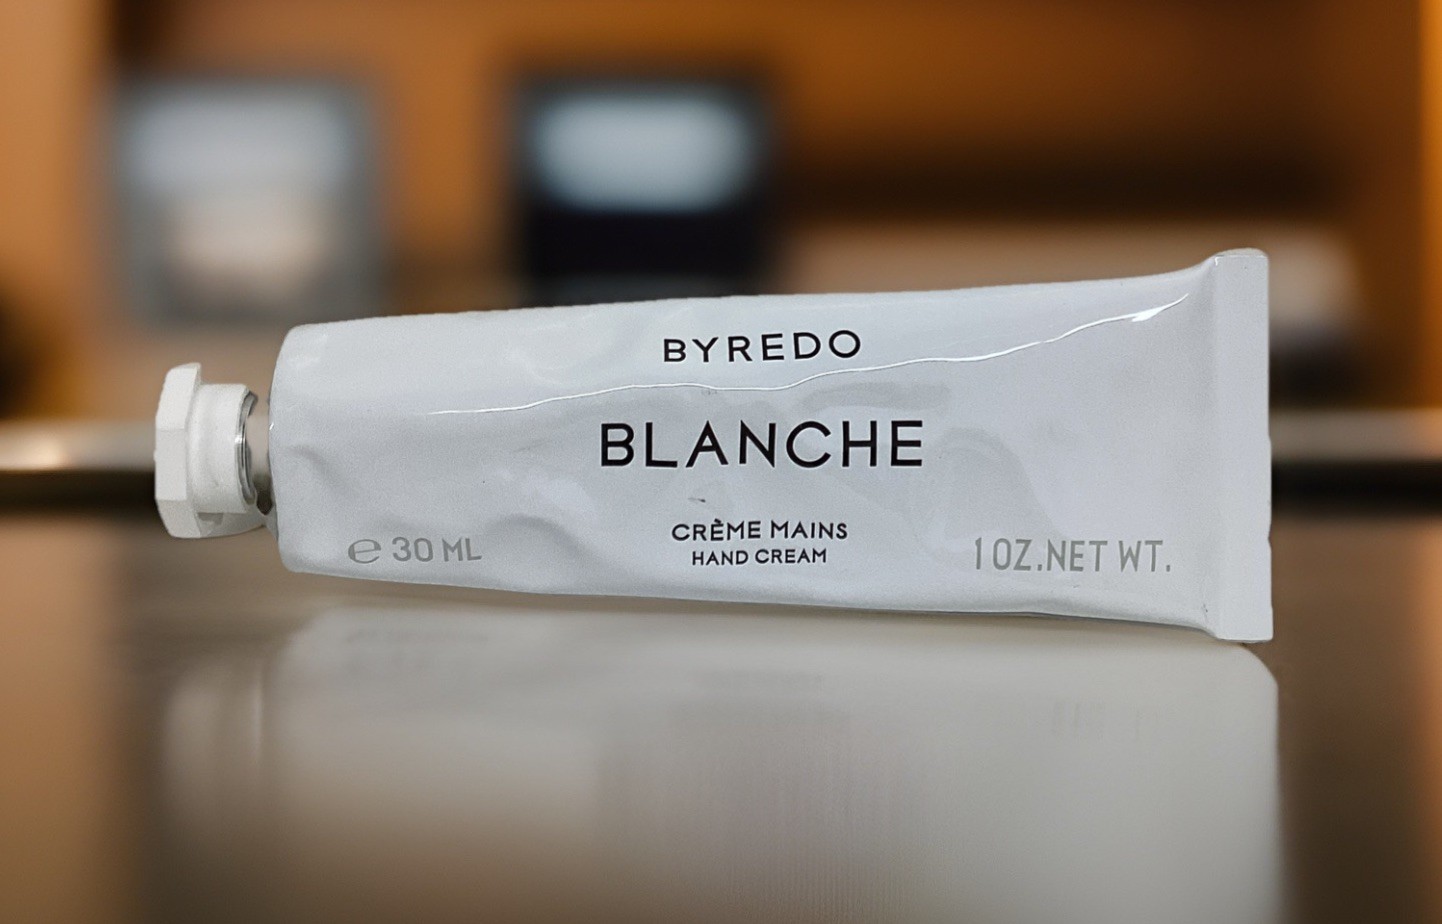 BYREDO
BLANCHE
CRÈME MAINS
HAND CREAM
℮ 30 ML
1 OZ.NET WT.